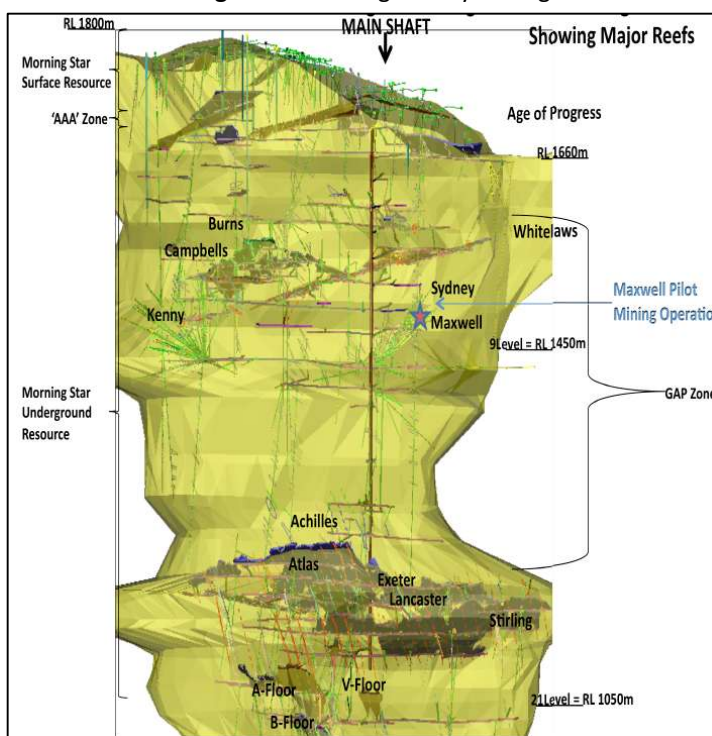 RL 1800m
MAIN SHAFT
Showing Major Reefs
Morning Star
Surface Resource
'AAA' Zone
Age of Progress
RL 1660m
Burns
Whitelaws
Campbells
Sydney
Maxwell Pilot
Mining Operation
Kenny
Maxwell
9Level = RL 1450m
Morning Star
Underground
Resource
GAP Zone
Achilles
Atlas
Exeter
Lancaster
Stirling
A-Floor
V-Floor
21Level = RL 1050m
B-Floor